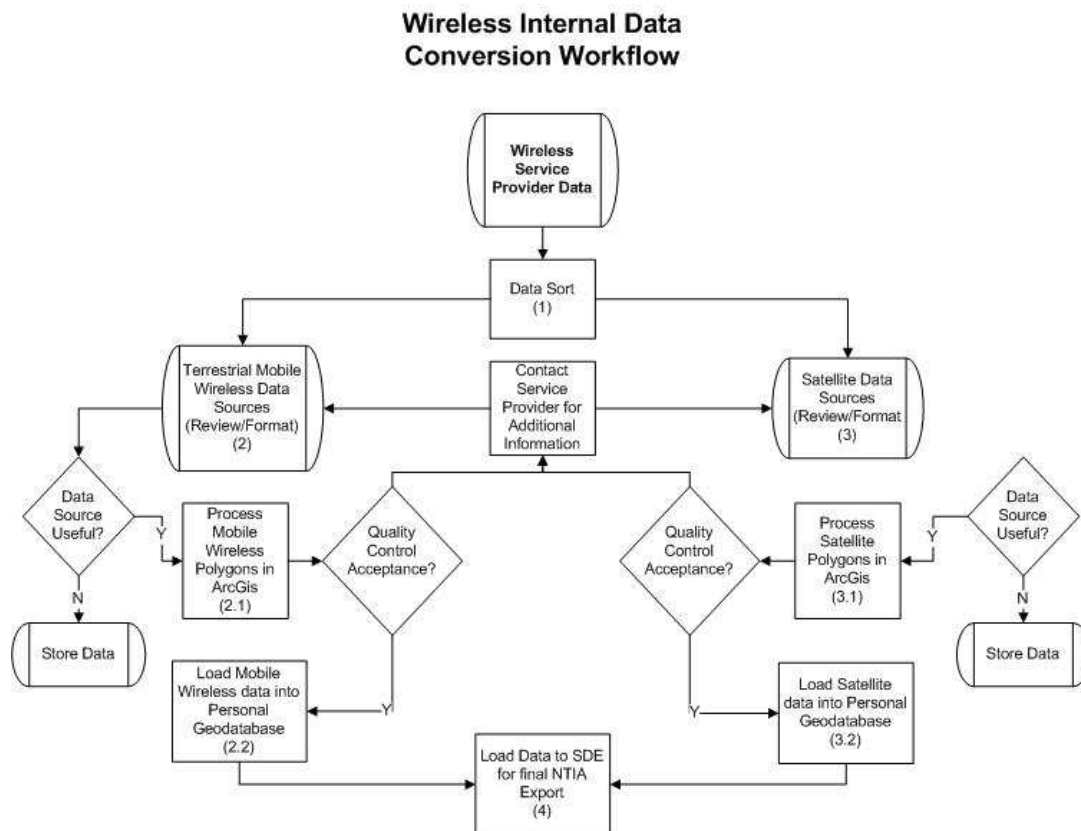 Wireless Internal Data
Conversion Workflow
Wireless
Service
Provider Data
Data Sort
(1)
Terrestrial Mobile
Wireless Data
Sources
(Review/Format)
(2)
Contact
Service
Provider for
Additional
Information
Satellite Data
Sources
(Review/Format
(3)
Data
Source
Useful?
Y
N
Store Data
Process
Mobile
Wireless
Polygons in
ArcGis
(2.1)
Quality
Control
Acceptance?
Y
Quality
Control
Acceptance?
Y
Process
Satellite
Polygons in
ArcGis
(3.1)
Y
Data
Source
Useful?
N
Store Data
Load Mobile
Wireless data into
Personal
Geodatabase
(2.2)
Load Satellite
data into Personal
Geodatabase
(3.2)
Load Data to SDE
for final NTIA
Export
(4)